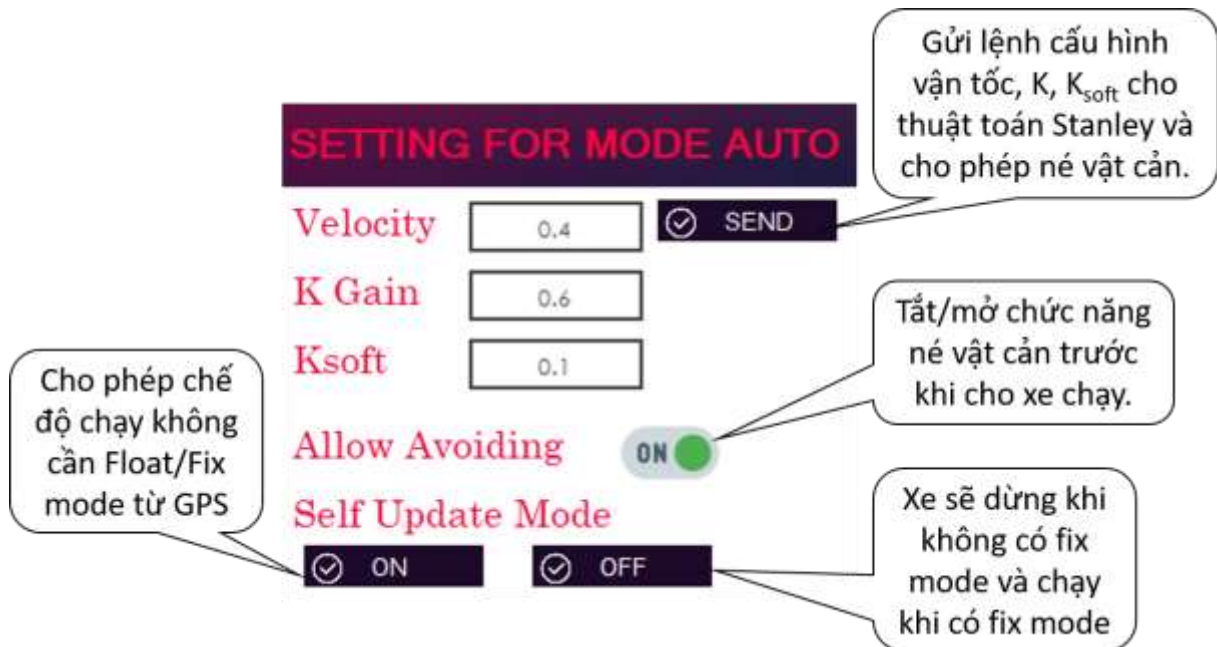 Gửi lệnh cấu hình
vận tốc, K, Ksoft cho
thuật toán Stanley và
cho phép né vật cản.
SETTING FOR MODE AUTO
Velocity
0.4
SEND
K Gain
0.6
Ksoft
0.1
Tắt/mở chức năng
né vật cản trước
khi cho xe chạy.
Cho phép chế
độ chạy không
cần Float/Fix
mode từ GPS
Allow Avoiding
ON
Self Update Mode
ON
OFF
Xe sẽ dừng khi
không có fix
mode và chạy
khi có fix mode